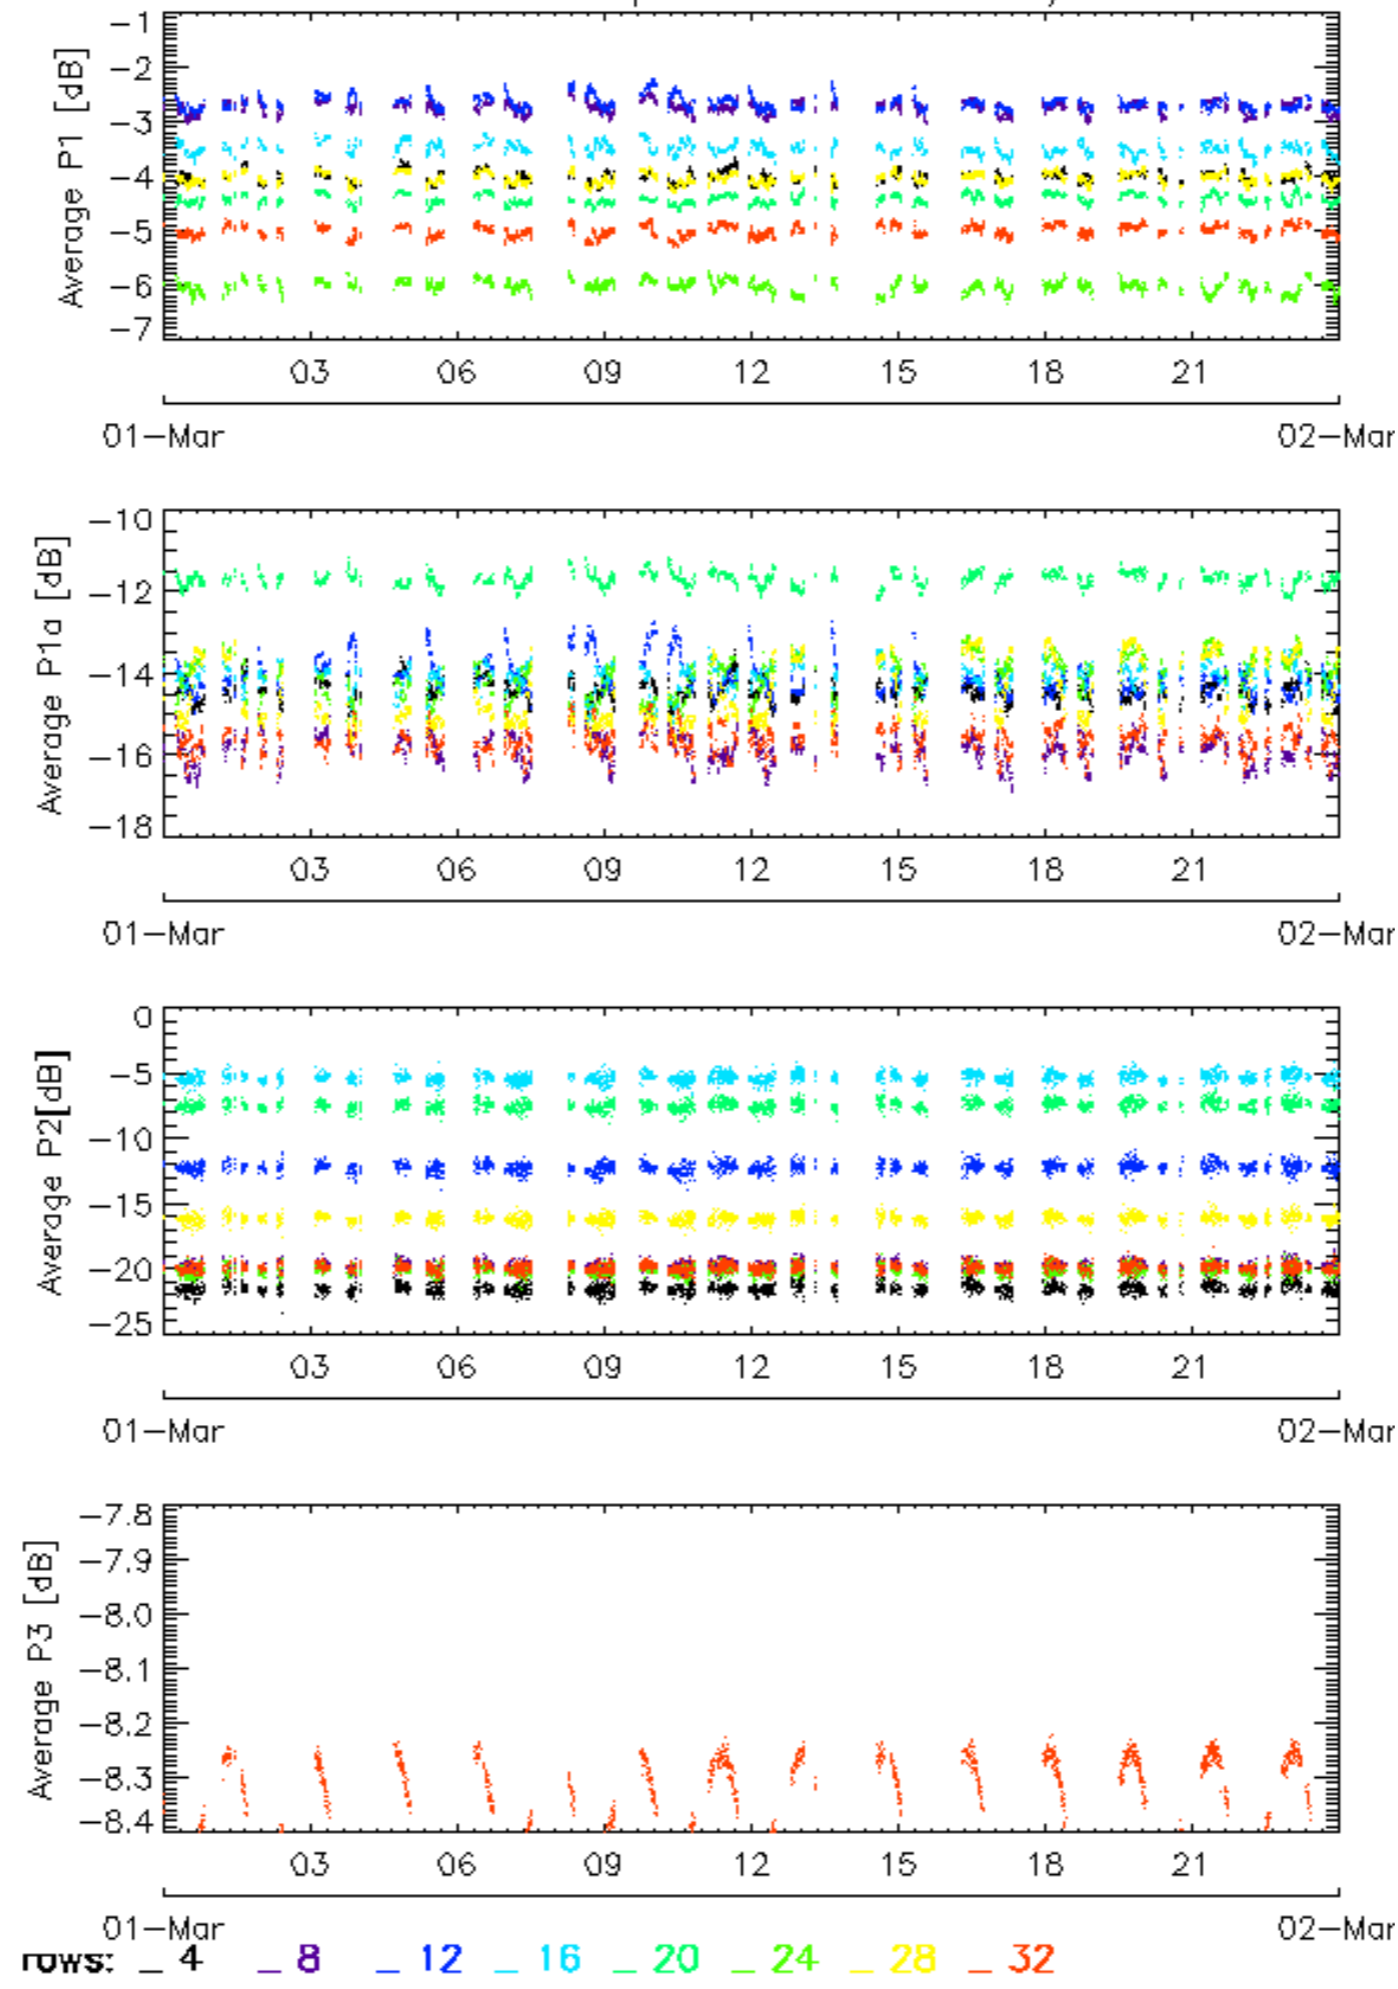 Average P1 [dB]
-1
-2
-3
-4
-5
-6
-7
03 06 09 12 15 18 21
01-Mar 02-Mar
Average P1a [dB]
-10
-12
-14
-16
-18
03 06 09 12 15 18 21
01-Mar 02-Mar
Average P2[dB]
0
-5
-10
-15
-20
-25
03 06 09 12 15 18 21
01-Mar 02-Mar
Average P3 [dB]
-7.8
-7.9
-8.0
-8.1
-8.2
-8.3
-8.4
03 06 09 12 15 18 21
01-Mar 02-Mar
rows: _ 4 _ 8 _ 12 _ 16 _ 20 _ 24 _ 28 _ 32